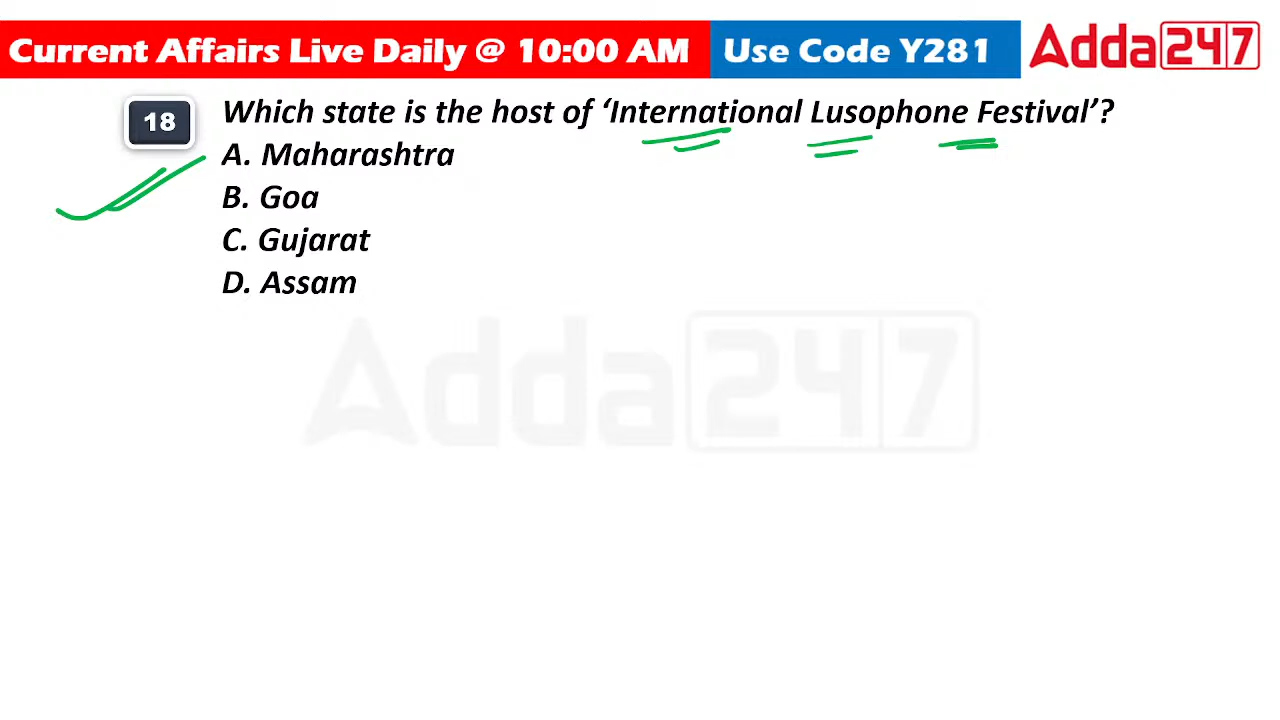 Current Affairs Live Daily @ 10:00 AM Use Code Y281 Adda247
18 Which state is the host of ‘International Lusophone Festival’?
A. Maharashtra
B. Goa
C. Gujarat
D. Assam
Adda247